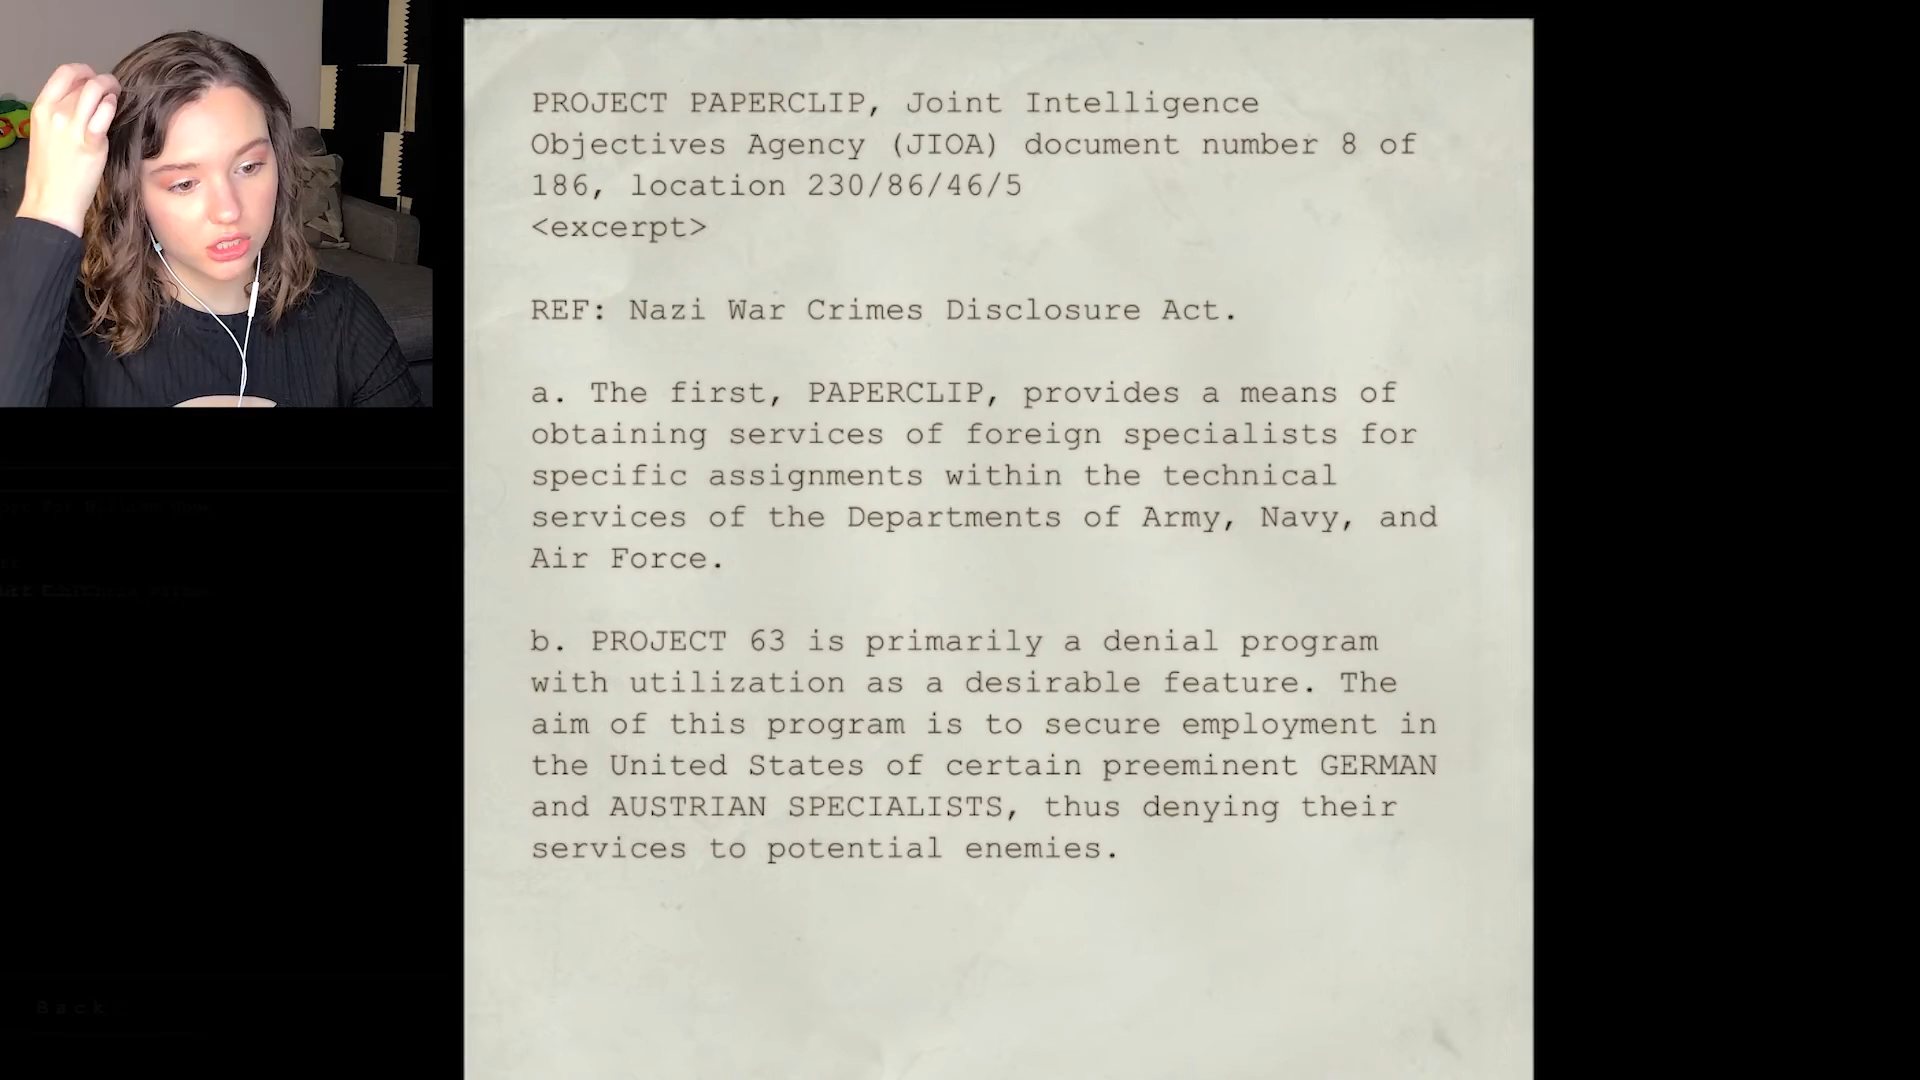 PROJECT PAPERCLIP, Joint Intelligence
Objectives Agency (JIOA) document number 8 of
186, location 230/86/46/5
<excerpt>
REF: Nazi War Crimes Disclosure Act.
a. The first, PAPERCLIP, provides a means of
obtaining services of foreign specialists for
specific assignments within the technical
services of the Departments of Army, Navy, and
Air Force.
b. PROJECT 63 is primarily a denial program
with utilization as a desirable feature. The
aim of this program is to secure employment in
the United States of certain preeminent GERMAN
and AUSTRIAN SPECIALISTS, thus denying their
services to potential enemies.
Back